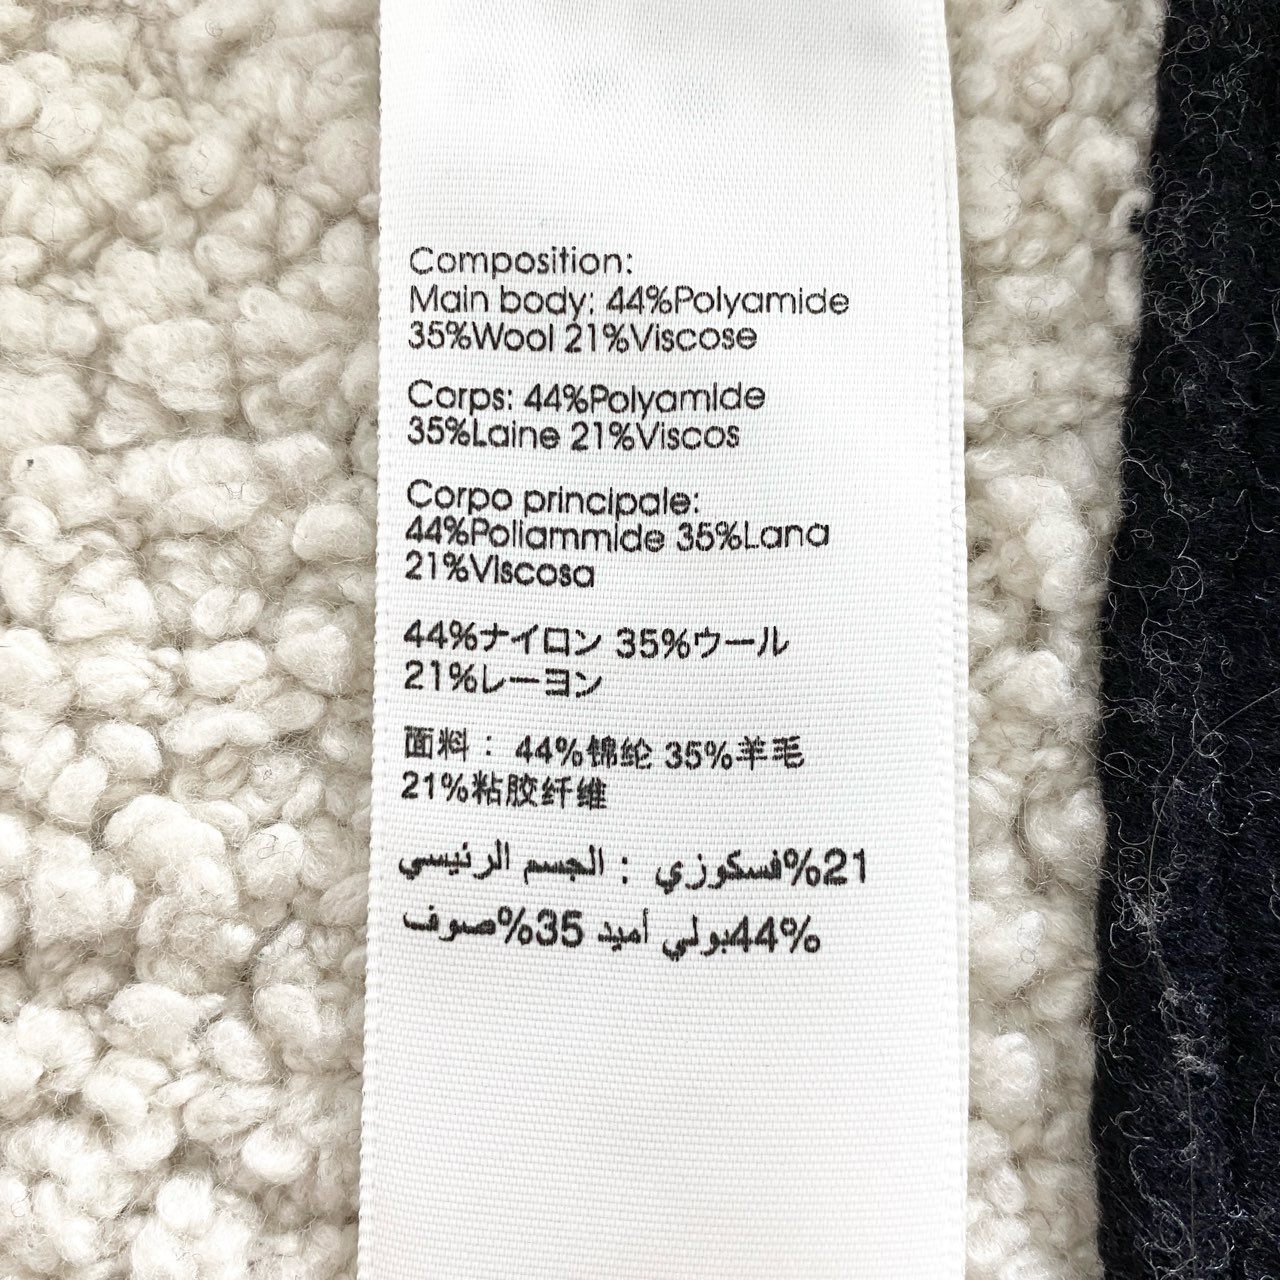 Composition:
Main body: 44%Polyamide
35%Wool 21%Viscose
Corps: 44%Polyamide
35%Laine 21%Viscos
Corpo principale:
44%Poliammide 35%Lana
21%Viscosa
44%ナイロン 35%ウール
21%レーヨン
面料： 44%锦纶 35%羊毛
21%粘胶纤维
21%فسكوزي : الجسم الرئيسي
44%بولي أميد 35%صوف